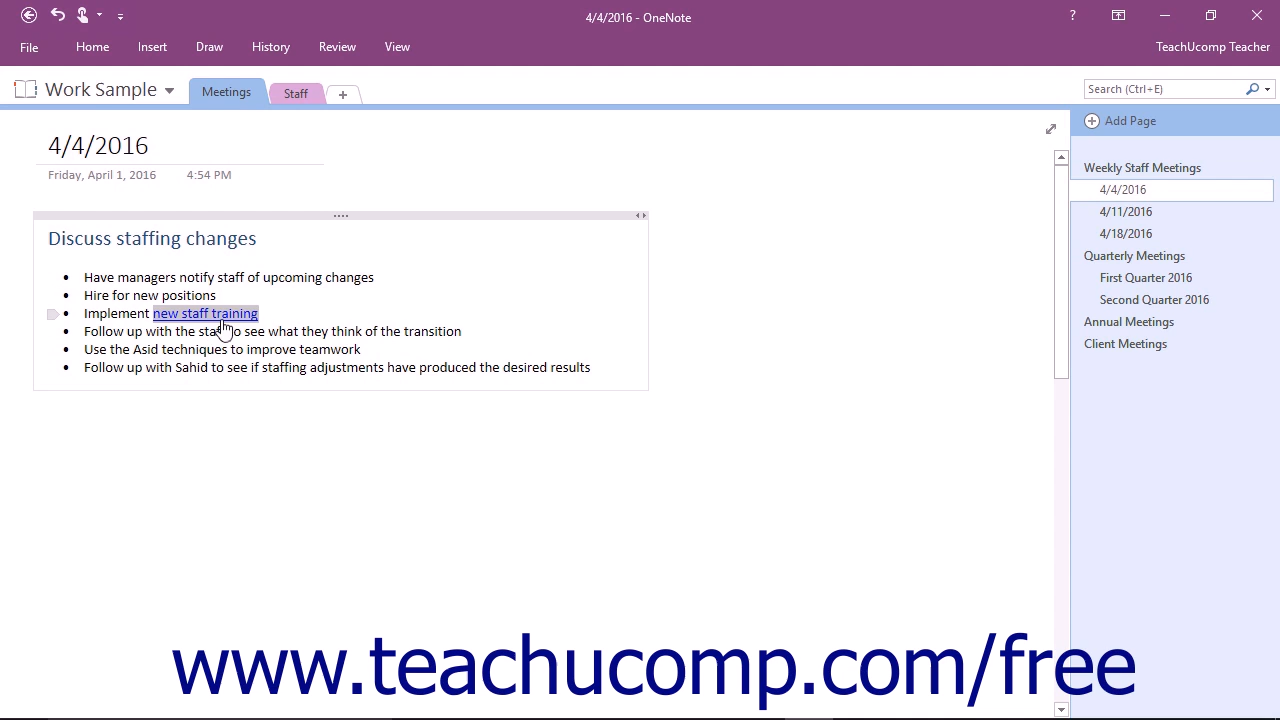 4/4/2016 - OneNote
?
File Home Insert Draw History Review View
TeachUcomp Teacher
Work Sample
Meetings
Staff
+
Search (Ctrl+E)
4/4/2016
Friday, April 1, 2016 4:54 PM
Discuss staffing changes
• Have managers notify staff of upcoming changes
• Hire for new positions
• Implement new staff training
• Follow up with the staff to see what they think of the transition
• Use the Asid techniques to improve teamwork
• Follow up with Sahid to see if staffing adjustments have produced the desired results
Add Page
Weekly Staff Meetings
4/4/2016
4/11/2016
4/18/2016
Quarterly Meetings
First Quarter 2016
Second Quarter 2016
Annual Meetings
Client Meetings
www.teachucomp.com/free